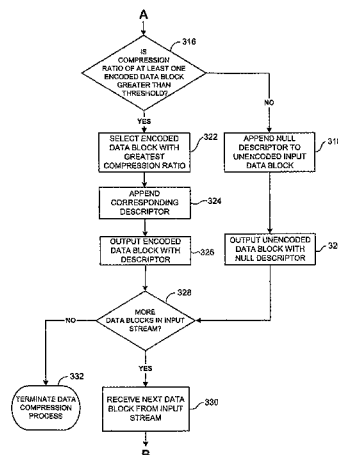 A
316
IS
COMPRESSION
RATIO OF AT LEAST ONE
ENCODED DATA BLOCK
GREATER THAN
THRESHOLD?
NO
YES
322
SELECT ENCODED
DATA BLOCK WITH
GREATEST
COMPRESSION RATIO
APPEND NULL
DESCRIPTOR TO
UNENCODED INPUT
DATA BLOCK
324
APPEND
CORRESPONDING
DESCRIPTOR
326
OUTPUT ENCODED
DATA BLOCK WITH
DESCRIPTOR
OUTPUT UNENCODED
DATA BLOCK WITH
NULL DESCRIPTOR
328
MORE
DATA BLOCKS IN INPUT
STREAM?
NO
YES
332
TERMINATE DATA
COMPRESSION
PROCESS
330
RECEIVE NEXT DATA
BLOCK FROM INPUT
STREAM
B